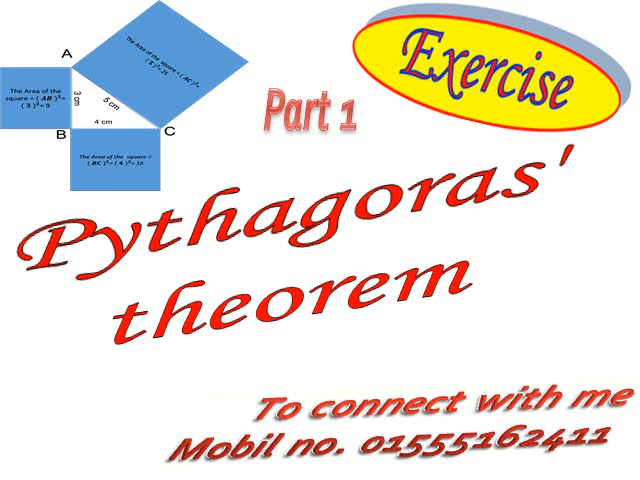 The Area of the square = ( AC )²=
( 5 )²=25
Exercise
A
The Area of the
square = ( AB )²=
( 3 )²= 9
3 cm
5 cm
Part 1
4 cm
B
C
The Area of the square =
( BC )²= ( 4 )²= 16
Pythagoras'
theorem
To connect with me
Mobil no. 01555162411